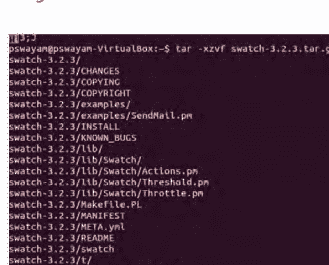 pswayam@pswayam-VirtualBox:~$ tar -xzvf swatch-3.2.3.tar.g
swatch-3.2.3/
swatch-3.2.3/CHANGES
swatch-3.2.3/COPYING
swatch-3.2.3/COPYRIGHT
swatch-3.2.3/examples/
swatch-3.2.3/examples/SendMail.pm
swatch-3.2.3/INSTALL
swatch-3.2.3/KNOWN_BUGS
swatch-3.2.3/lib/
swatch-3.2.3/lib/Swatch/
swatch-3.2.3/lib/Swatch/Actions.pm
swatch-3.2.3/lib/Swatch/Threshold.pm
swatch-3.2.3/lib/Swatch/Throttle.pm
swatch-3.2.3/Makefile.PL
swatch-3.2.3/MANIFEST
swatch-3.2.3/META.yml
swatch-3.2.3/README
swatch-3.2.3/swatch
swatch-3.2.3/t/